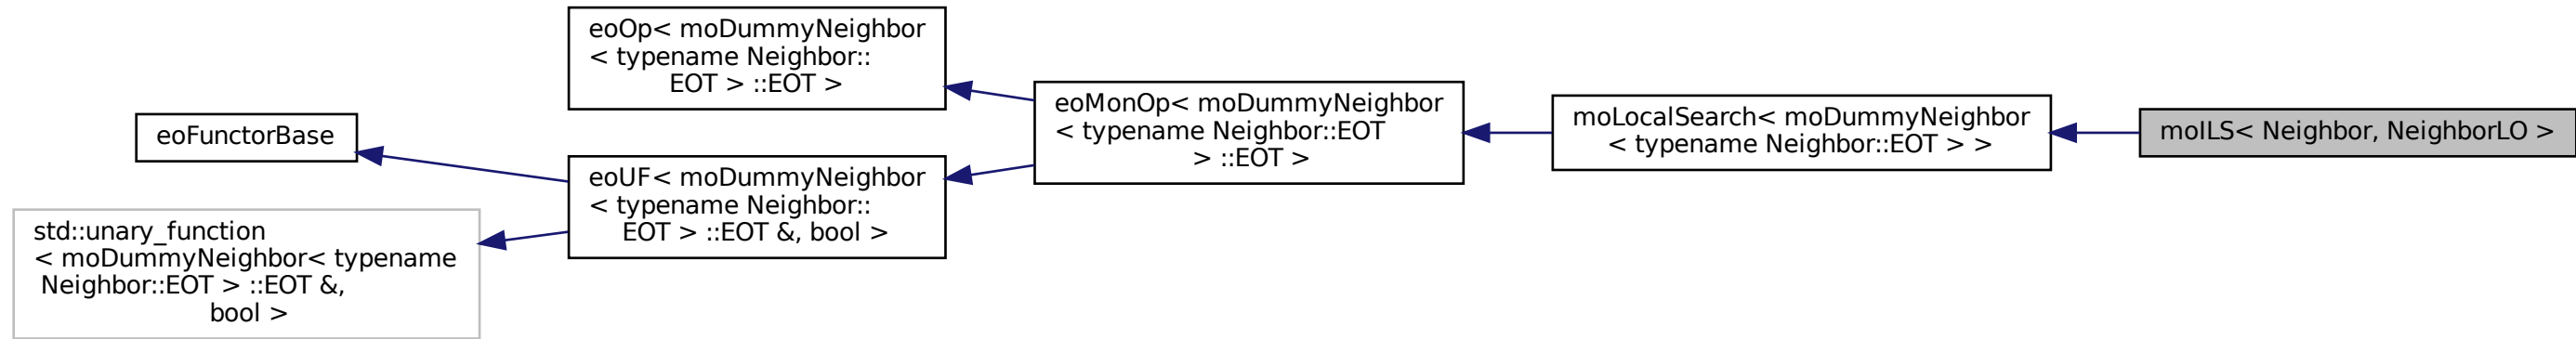 eoOp< moDummyNeighbor
< typename Neighbor::
EOT > ::EOT >
eoFunctorBase
eoUF< moDummyNeighbor
< typename Neighbor::
EOT > ::EOT &, bool >
std::unary_function
< moDummyNeighbor< typename
Neighbor::EOT > ::EOT &,
bool >
eoMonOp< moDummyNeighbor
< typename Neighbor::EOT
> ::EOT >
moLocalSearch< moDummyNeighbor
< typename Neighbor::EOT > >
moILS< Neighbor, NeighborLO >